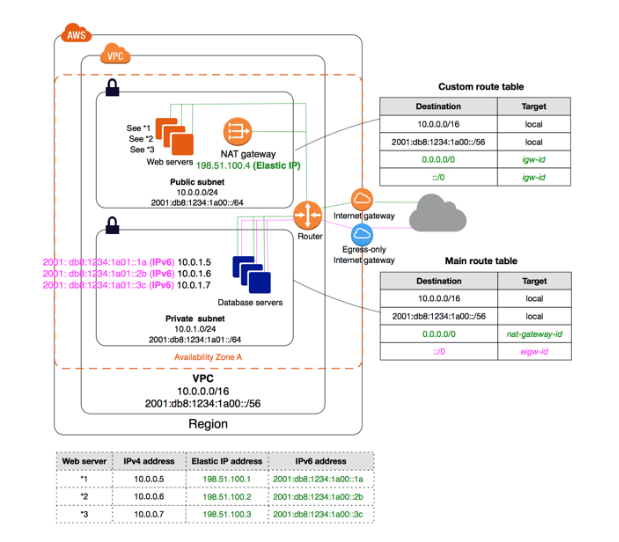 AWS
VPC
See *1
See *2
See *3
Web servers
NAT gateway
198.51.100.4 (Elastic IP)
Public subnet
10.0.0.0/24
2001:db8:1234:1a00::/64
Router
Internet gateway
Egress-only
Internet gateway
2001: db8:1234:1a01::1a (IPv6) 10.0.1.5
2001: db8:1234:1a01::2b (IPv6) 10.0.1.6
2001: db8:1234:1a01::3c (IPv6) 10.0.1.7
Database servers
Private subnet
10.0.1.0/24
2001:db8:1234:1a01::/64
Availability Zone A
VPC
10.0.0.0/16
2001:db8:1234:1a00::/56
Region
Custom route table
Destination Target
10.0.0.0/16 local
2001:db8:1234:1a00::/56 local
0.0.0.0/0 igw-id
::/0 igw-id
Main route table
Destination Target
10.0.0.0/16 local
2001:db8:1234:1a00::/56 local
0.0.0.0/0 nat-gateway-id
::/0 eigw-id
Web server IPv4 address Elastic IP address IPv6 address
*1 10.0.0.5 198.51.100.1 2001:db8:1234:1a00::1a
*2 10.0.0.6 198.51.100.2 2001:db8:1234:1a00::2b
*3 10.0.0.7 198.51.100.3 2001:db8:1234:1a00::3c